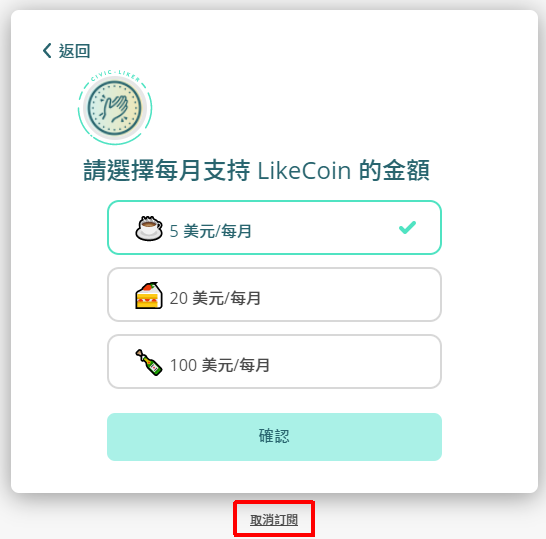 返回
CIVIC · LIKER
請選擇每月支持 LikeCoin 的金額
5 美元/每月
20 美元/每月
100 美元/每月
確認
取消訂閱